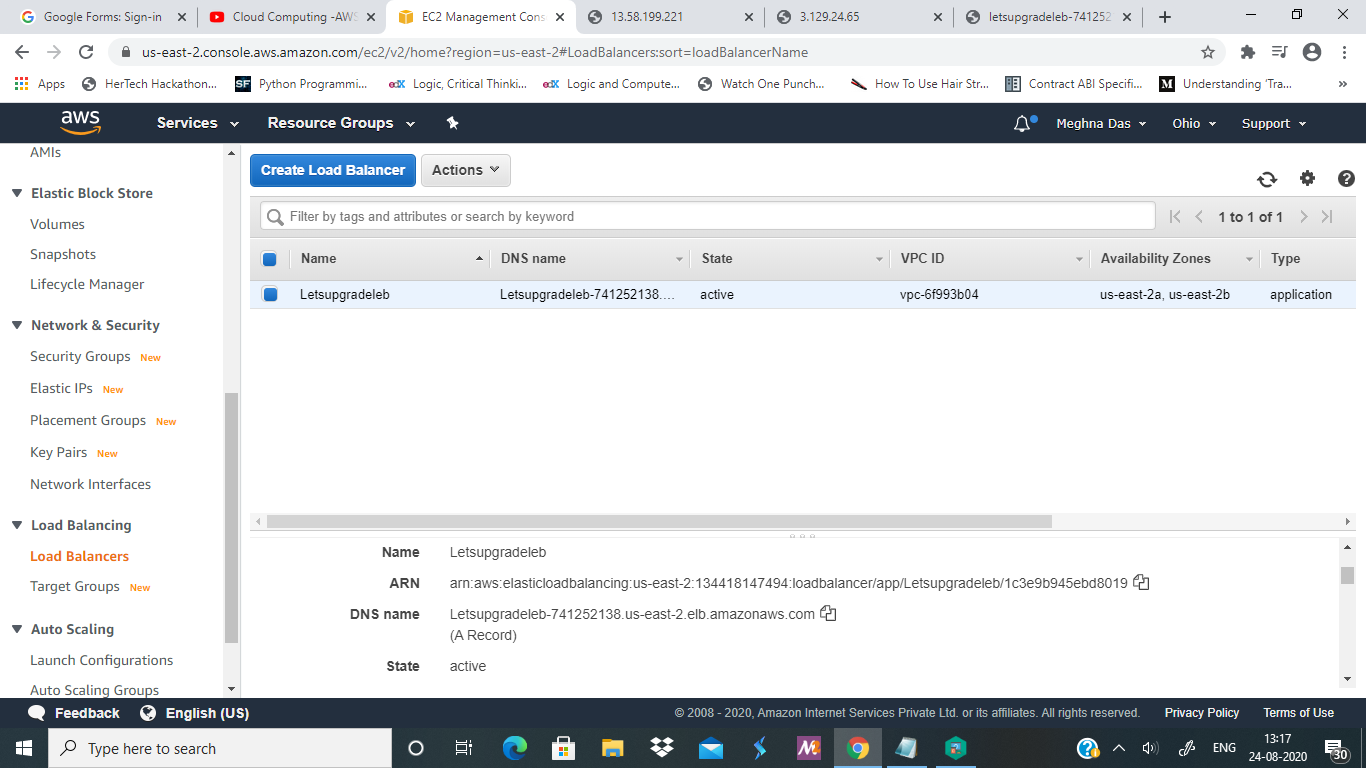 Google Forms: Sign-in
Cloud Computing -AWS
EC2 Management Cons
13.58.199.221
3.129.24.65
letsupgradeleb-741252
us-east-2.console.aws.amazon.com/ec2/v2/home?region=us-east-2#LoadBalancers:sort=loadBalancerName
Apps
HerTech Hackathon...
SF
Python Programmi...
edX
Logic, Critical Thinki...
edX
Logic and Compute...
Watch One Punch...
How To Use Hair Str...
Contract ABI Specifi...
M
Understanding 'Tra...
aws
Services
Resource Groups
Meghna Das
Ohio
Support
AMIs
Elastic Block Store
Volumes
Snapshots
Lifecycle Manager
Network & Security
Security Groups New
Elastic IPs New
Placement Groups New
Key Pairs New
Network Interfaces
Load Balancing
Load Balancers
Target Groups New
Auto Scaling
Launch Configurations
Auto Scaling Groups
Create Load Balancer
Actions
Filter by tags and attributes or search by keyword
1 to 1 of 1
Name DNS name State VPC ID Availability Zones Type
Letsupgradeleb Letsupgradeleb-741252138.... active vpc-6f993b04 us-east-2a, us-east-2b application
Name Letsupgradeleb
ARN arn:aws:elasticloadbalancing:us-east-2:134418147494:loadbalancer/app/Letsupgradeleb/1c3e9b945ebd8019
DNS name Letsupgradeleb-741252138.us-east-2.elb.amazonaws.com
(A Record)
State active
Feedback
English (US)
© 2008 - 2020, Amazon Internet Services Private Ltd. or its affiliates. All rights reserved.
Privacy Policy
Terms of Use
Type here to search
M
ENG
13:17
24-08-2020
30